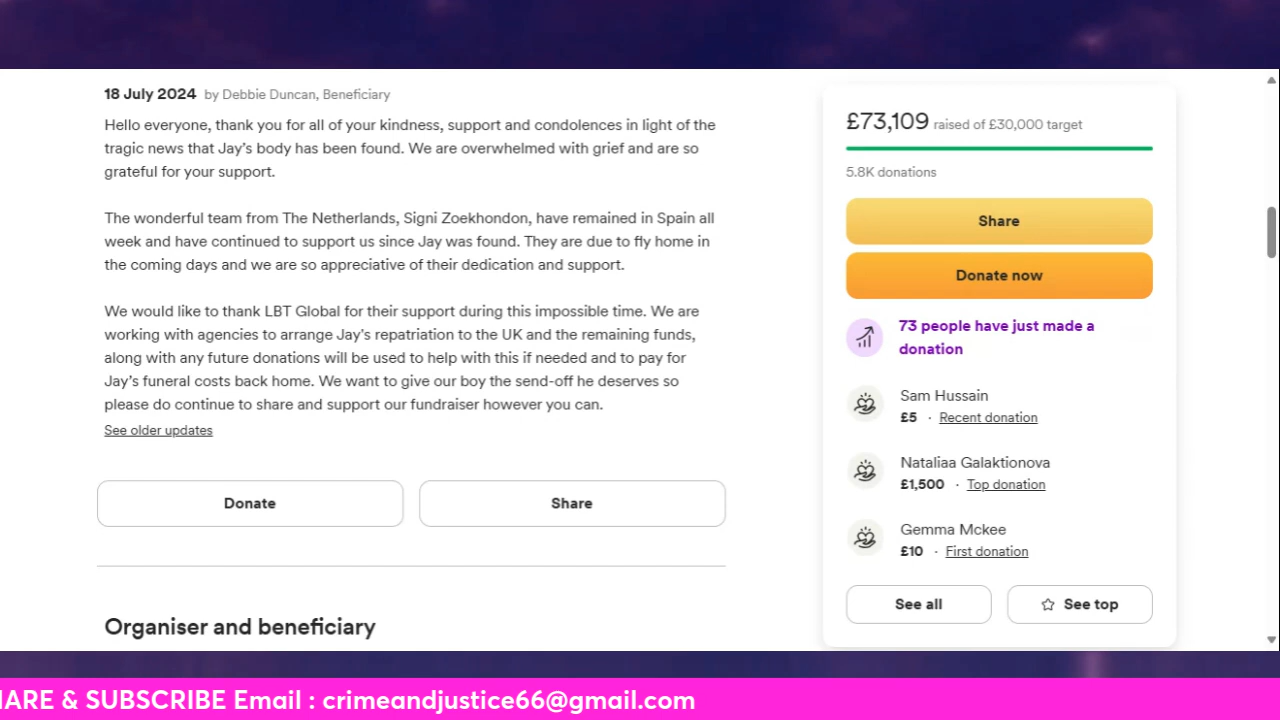 18 July 2024 by Debbie Duncan, Beneficiary
Hello everyone, thank you for all of your kindness, support and condolences in light of the
tragic news that Jay's body has been found. We are overwhelmed with grief and are so
grateful for your support.
The wonderful team from The Netherlands, Signi Zoekhondon, have remained in Spain all
week and have continued to support us since Jay was found. They are due to fly home in
the coming days and we are so appreciative of their dedication and support.
We would like to thank LBT Global for their support during this impossible time. We are
working with agencies to arrange Jay's repatriation to the UK and the remaining funds,
along with any future donations will be used to help with this if needed and to pay for
Jay's funeral costs back home. We want to give our boy the send-off he deserves so
please do continue to share and support our fundraiser however you can.
See older updates
Donate
Share
Organiser and beneficiary
£73,109 raised of £30,000 target
5.8K donations
Share
Donate now
73 people have just made a
donation
Sam Hussain
£5 · Recent donation
Nataliaa Galaktionova
£1,500 · Top donation
Gemma Mckee
£10 · First donation
See all
See top
ARE & SUBSCRIBE Email : crimeandjustice66@gmail.com